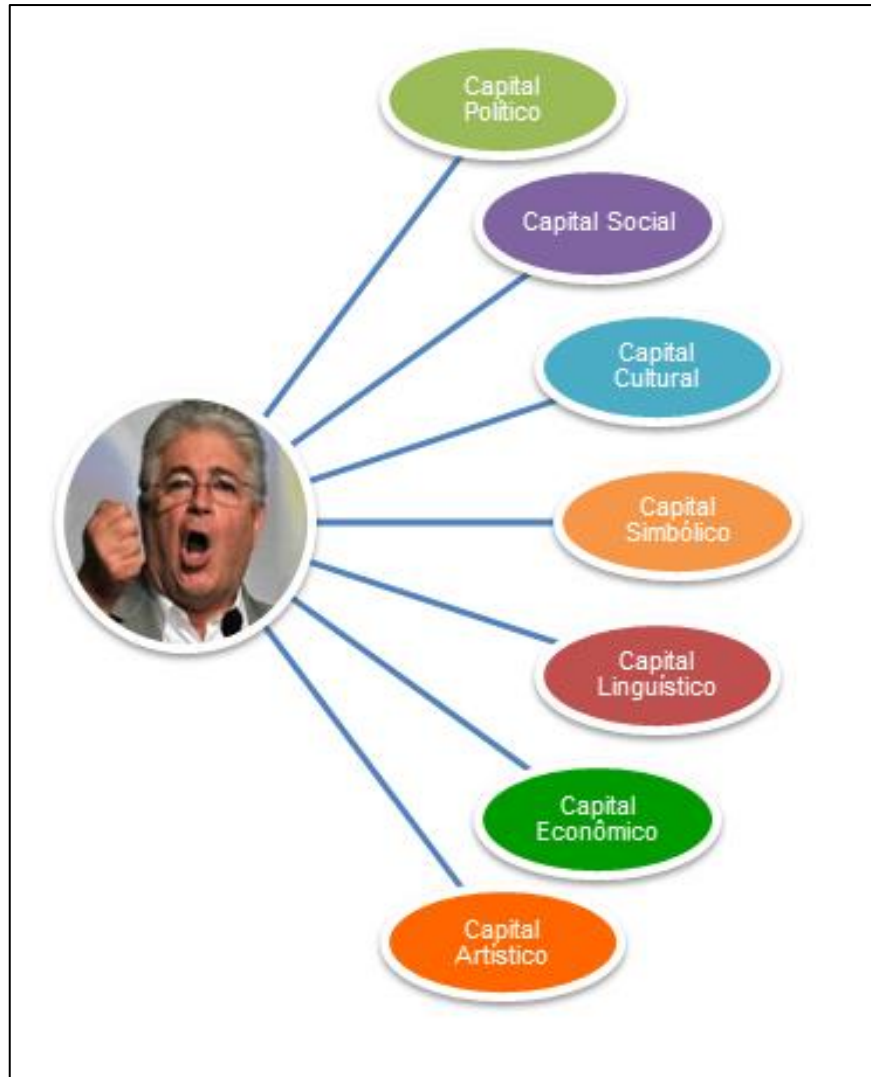 Capital
Político
Capital Social
Capital
Cultural
Capital
Simbólico
Capital
Linguístico
Capital
Econômico
Capital
Artístico